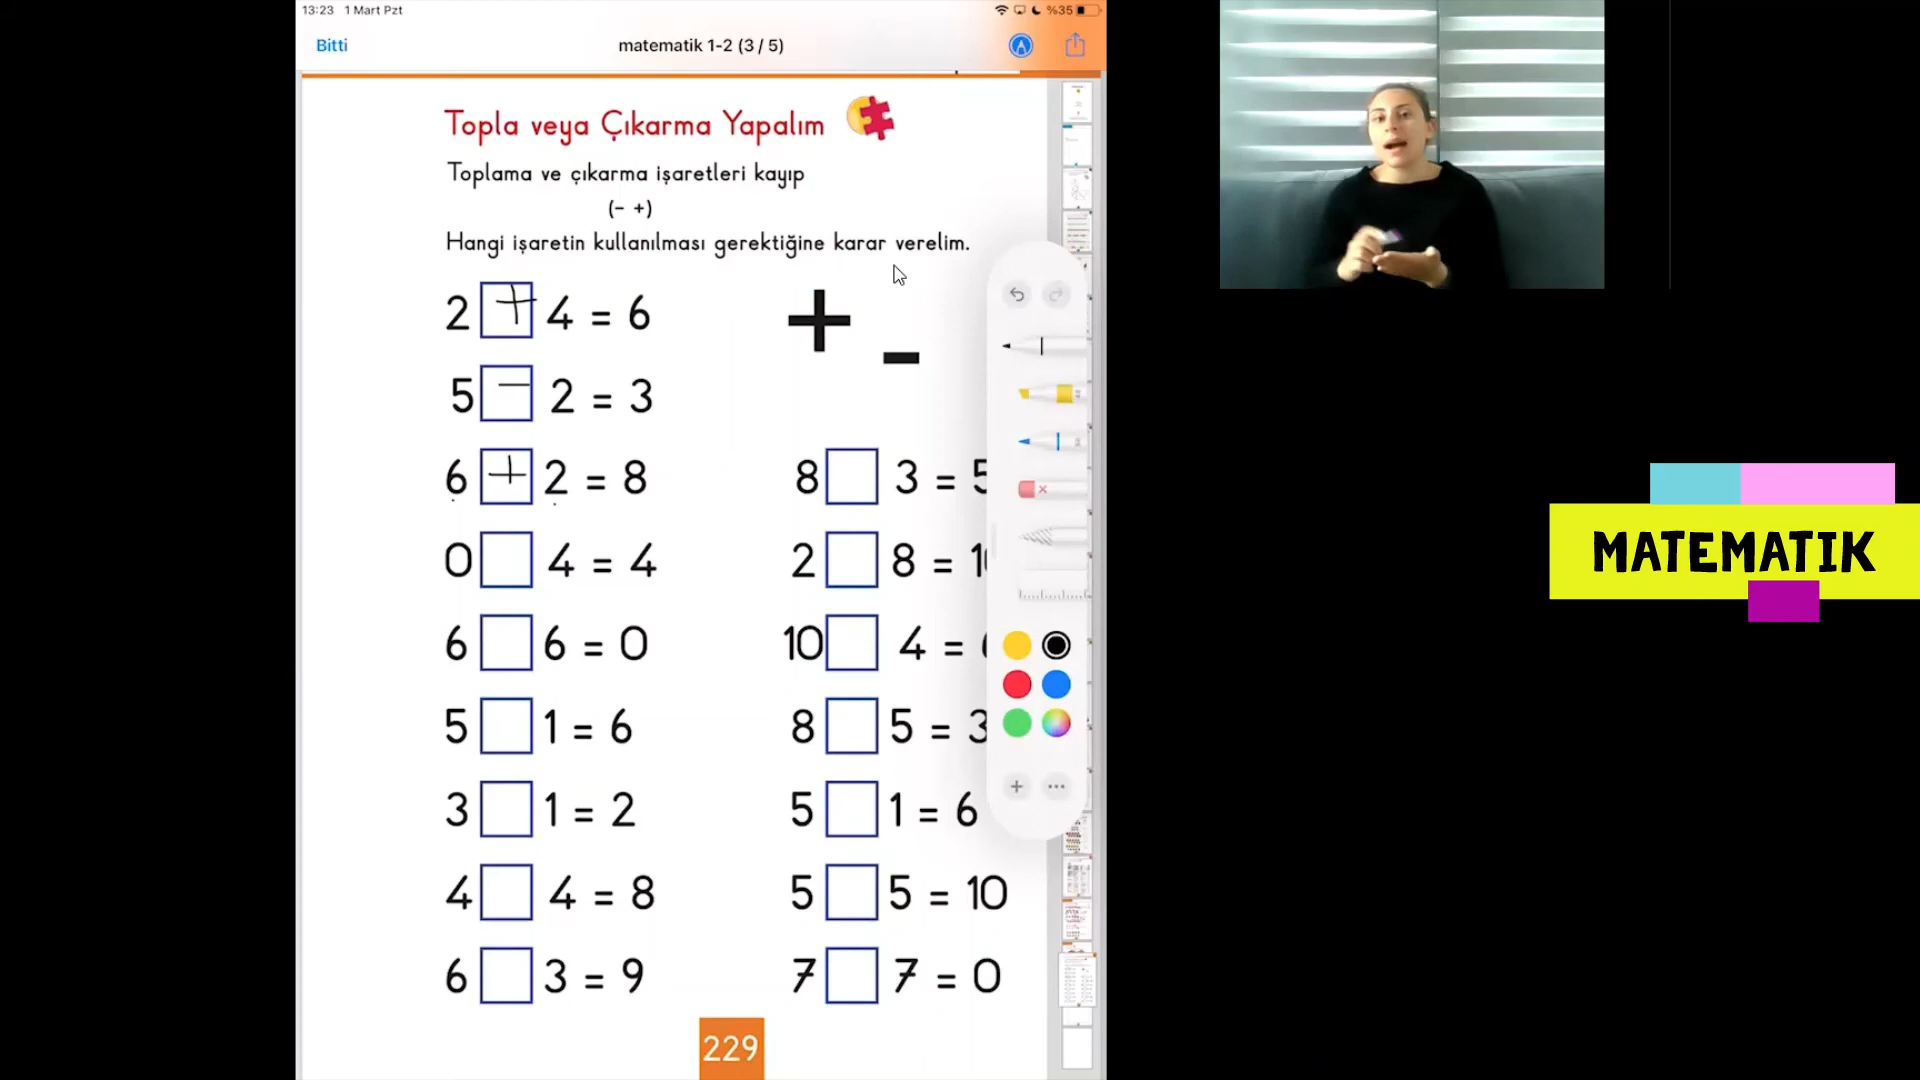 13:23 1 Mart Pzt
%35
Bitti
matematik 1-2 (3 / 5)
Topla veya Çıkarma Yapalım
Toplama ve çıkarma işaretleri kayıp
(- +)
Hangi işaretin kullanılması gerektiğine karar verelim.
2 + 4 = 6
5 - 2 = 3
6 + 2 = 8
0 4 = 4
6 6 = 0
5 1 = 6
3 1 = 2
4 4 = 8
6 3 = 9
+ -
8 3 = 5
2 8 = 10
10 4 =
8 5 = 3
5 1 = 6
5 5 = 10
7 7 = 0
229
MATEMATIK